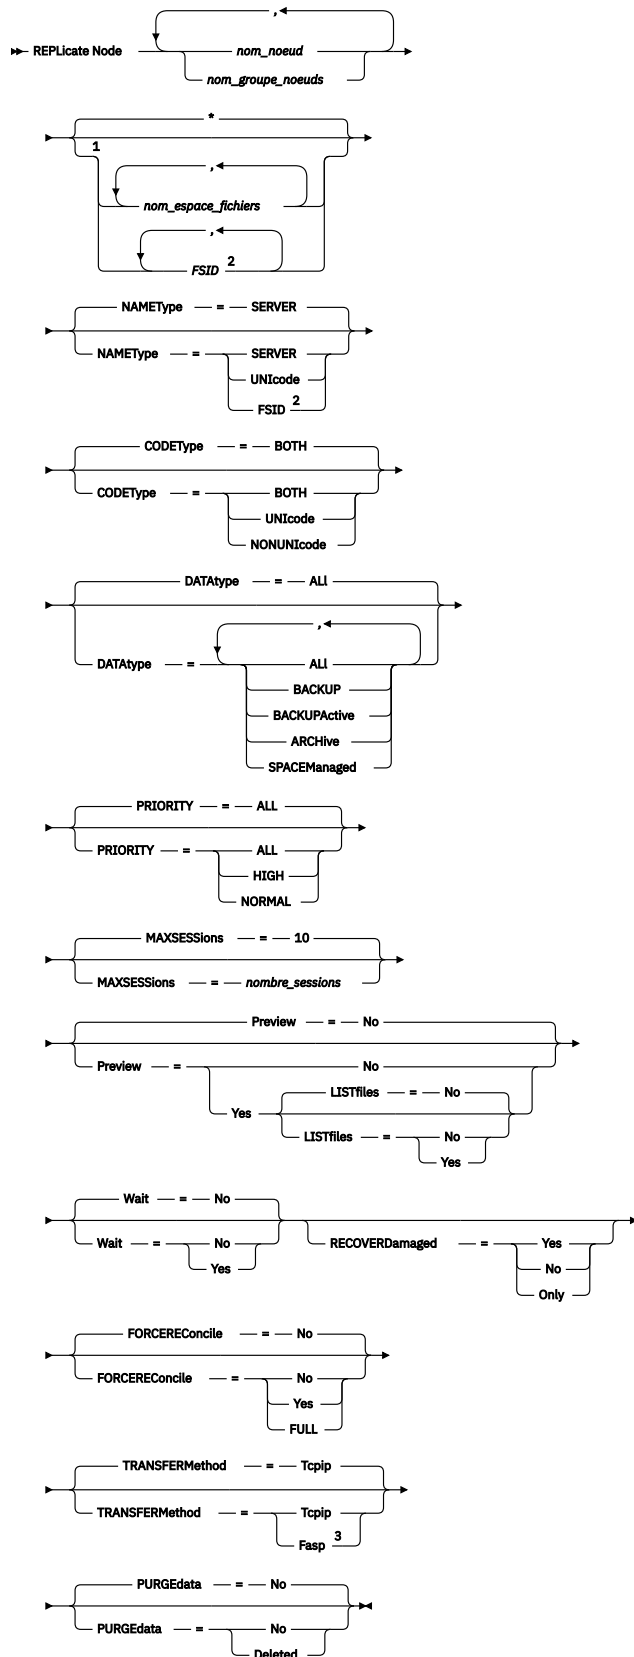 ,
REPLicate Node nom_noeud
nom_groupe_noeuds
*
1
,
nom_espace_fichiers
,
FSID 2
NAMEType = SERVER
NAMEType = SERVER
UNIcode
FSID 2
CODEType = BOTH
CODEType = BOTH
UNIcode
NONUNIcode
DATAtype = ALl
,
DATAtype = ALl
BACKUP
BACKUPActive
ARCHive
SPACEManaged
PRIORITY = ALL
PRIORITY = ALL
HIGH
NORMAL
MAXSESSions = 10
MAXSESSions = nombre_sessions
Preview = No
Preview = No
LISTfiles = No
Yes
LISTfiles = No
Yes
Wait = No
Wait = No
Yes
RECOVERDamaged = Yes
No
Only
FORCEREConcile = No
FORCEREConcile = No
Yes
FULL
TRANSFERMethod = Tcpip
TRANSFERMethod = Tcpip
Fasp 3
PURGEdata = No
PURGEdata = No
Deleted